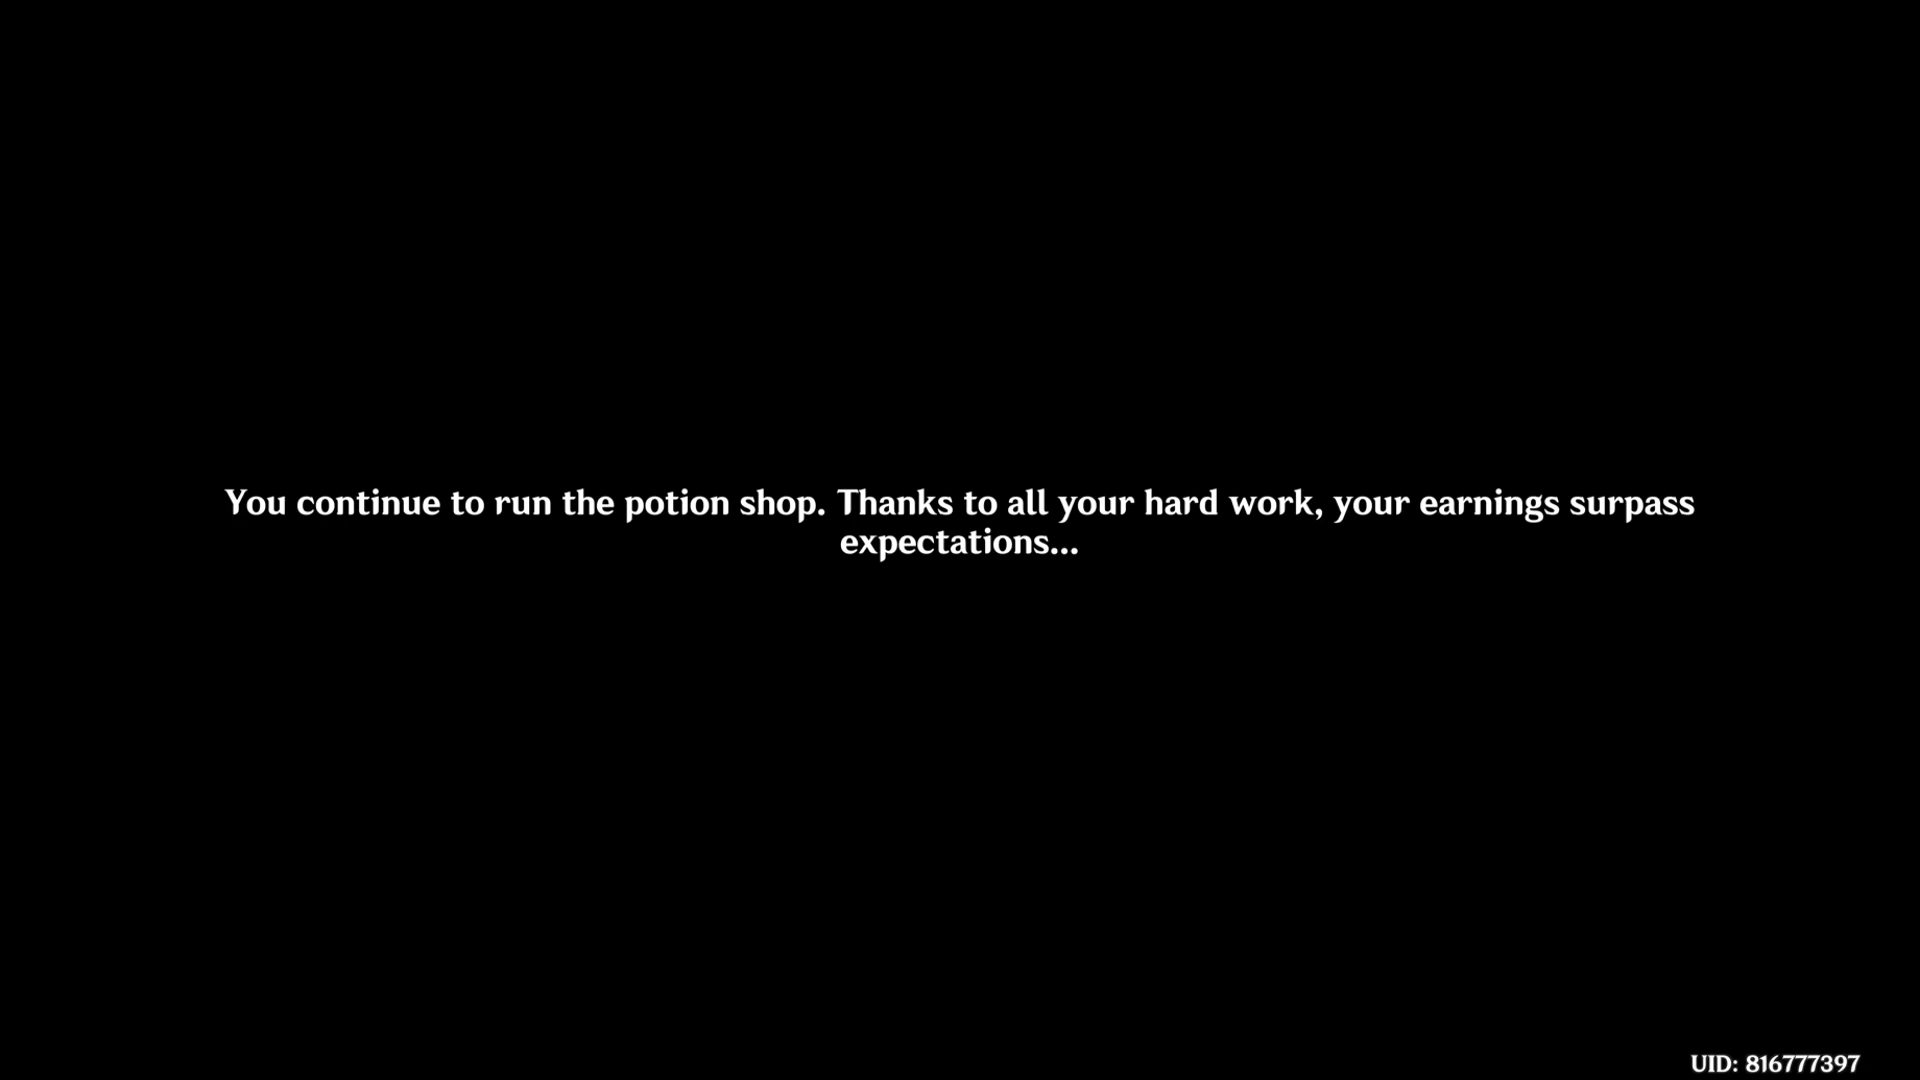 You continue to run the potion shop. Thanks to all your hard work, your earnings surpass
expectations...
UID: 816777397